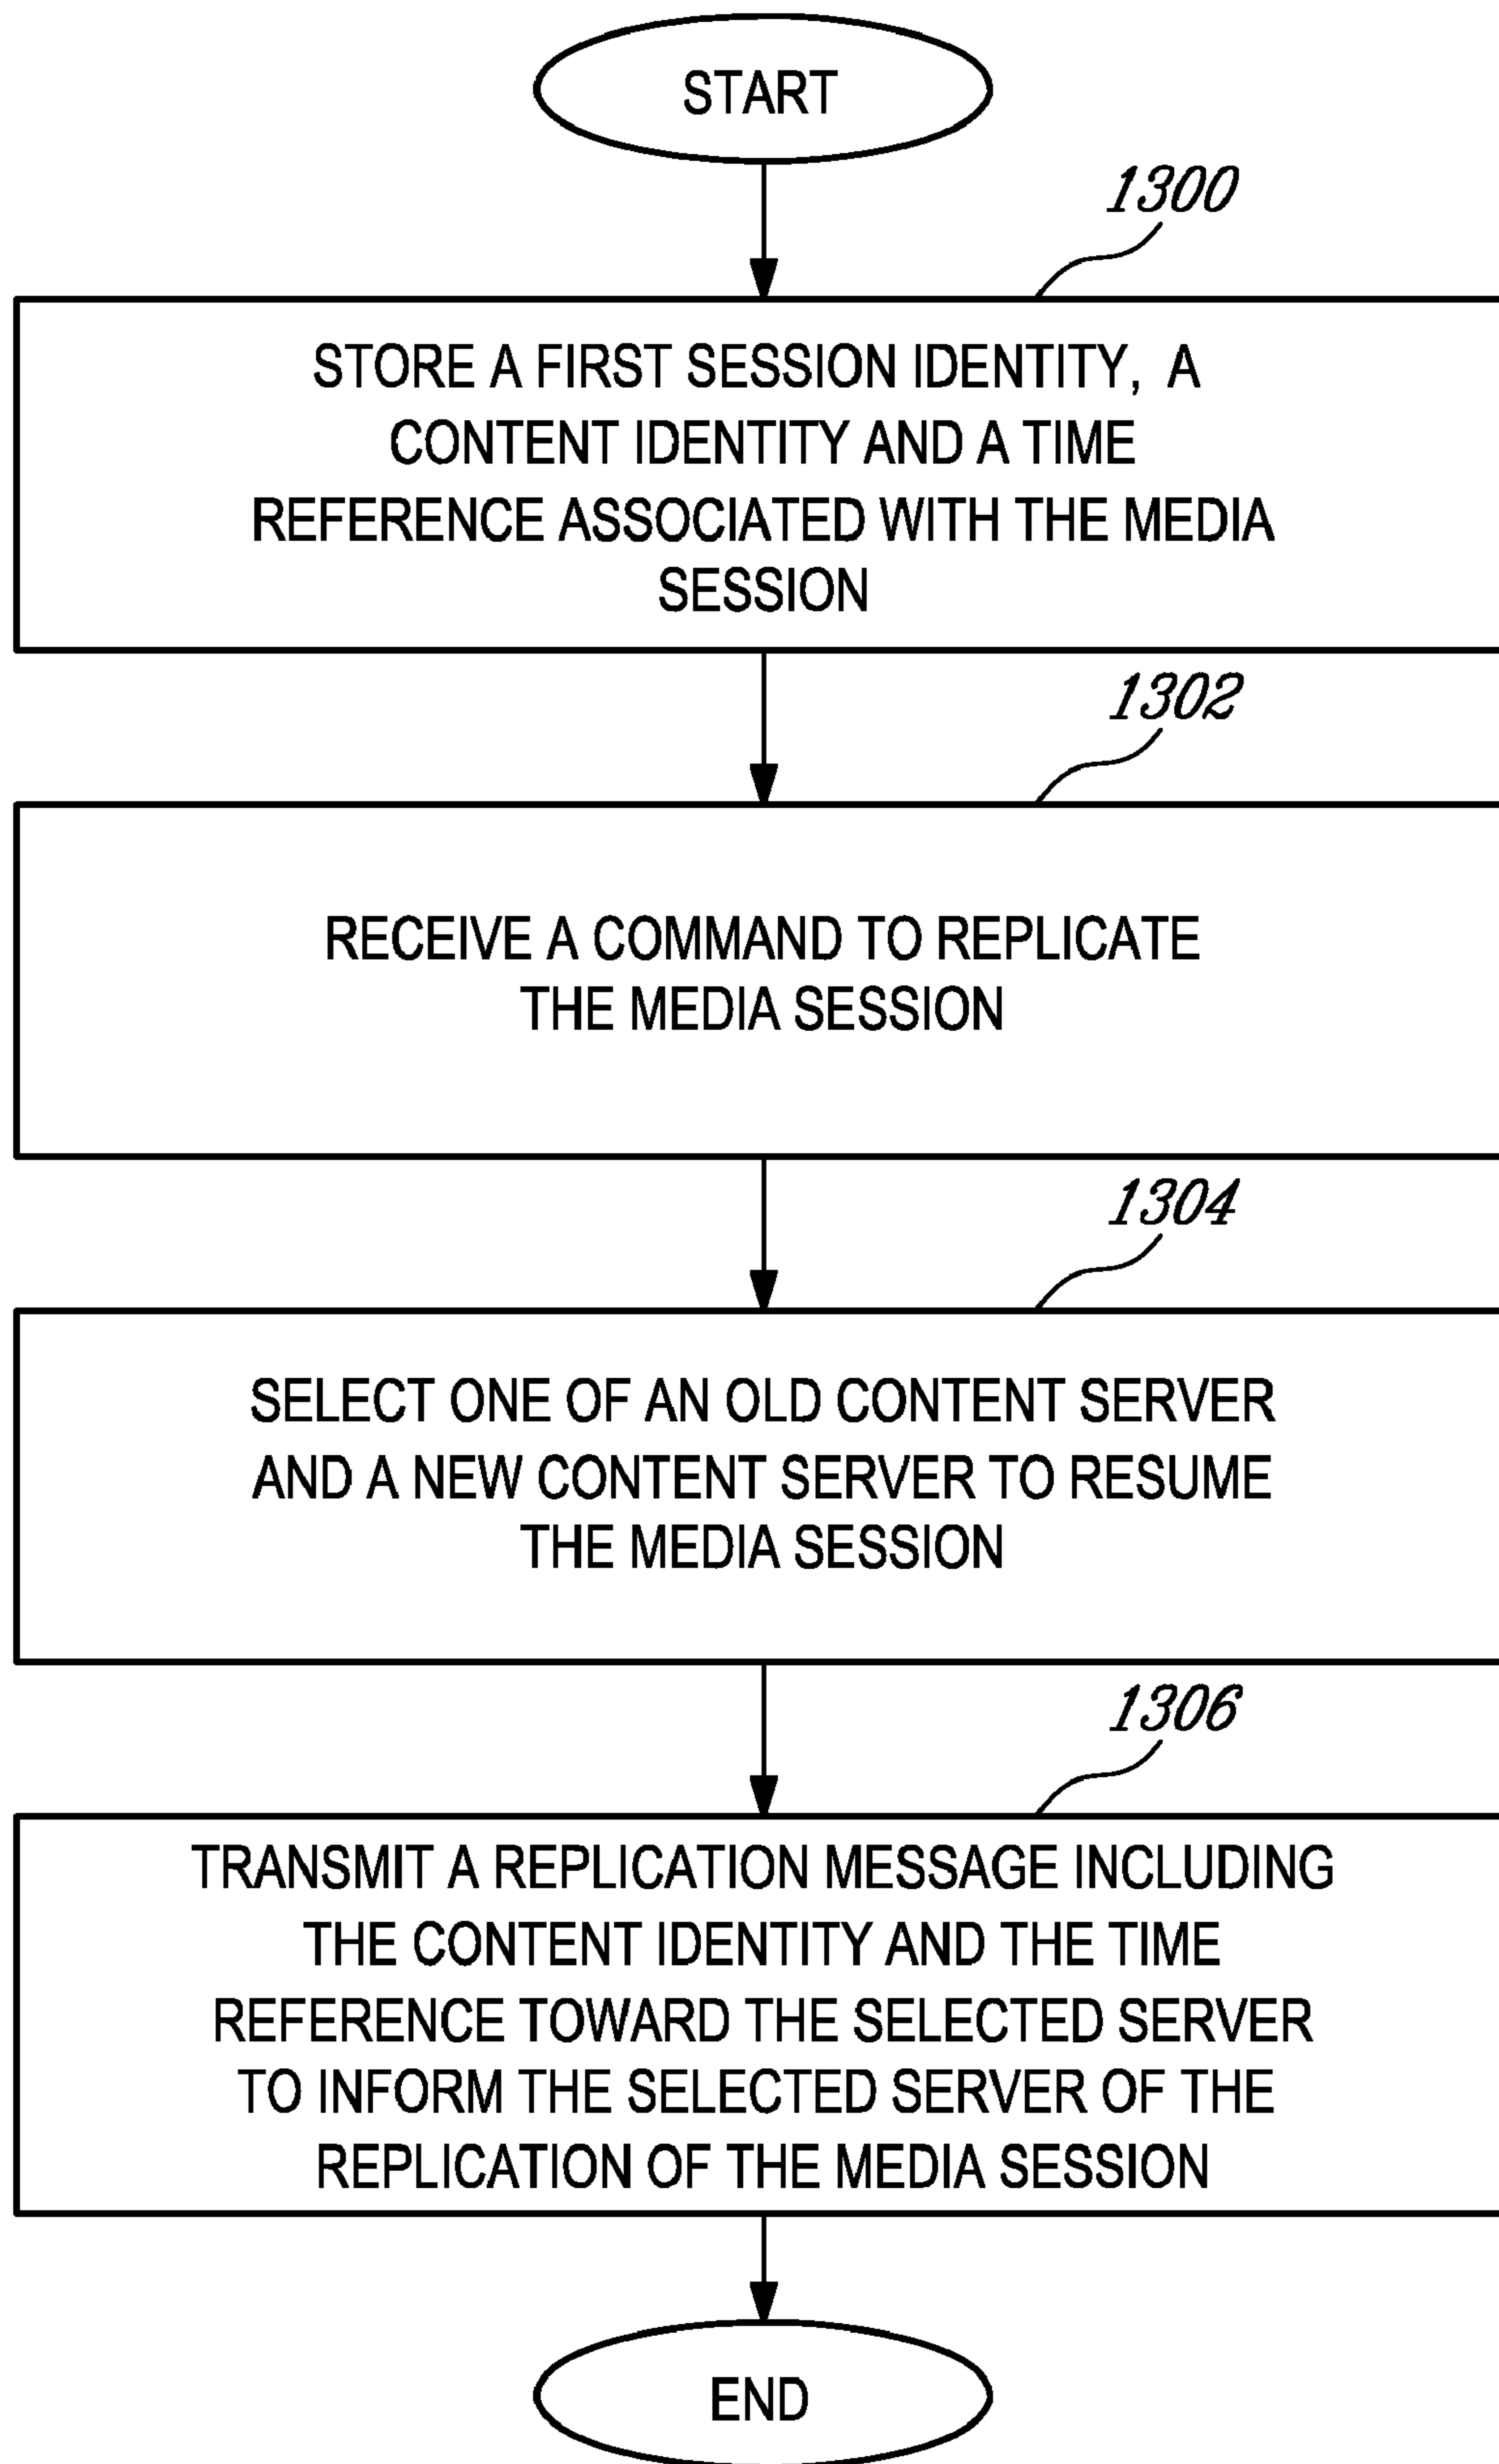 START
1300
STORE A FIRST SESSION IDENTITY, A
CONTENT IDENTITY AND A TIME
REFERENCE ASSOCIATED WITH THE MEDIA
SESSION
1302
RECEIVE A COMMAND TO REPLICATE
THE MEDIA SESSION
1304
SELECT ONE OF AN OLD CONTENT SERVER
AND A NEW CONTENT SERVER TO RESUME
THE MEDIA SESSION
1306
TRANSMIT A REPLICATION MESSAGE INCLUDING
THE CONTENT IDENTITY AND THE TIME
REFERENCE TOWARD THE SELECTED SERVER
TO INFORM THE SELECTED SERVER OF THE
REPLICATION OF THE MEDIA SESSION
END